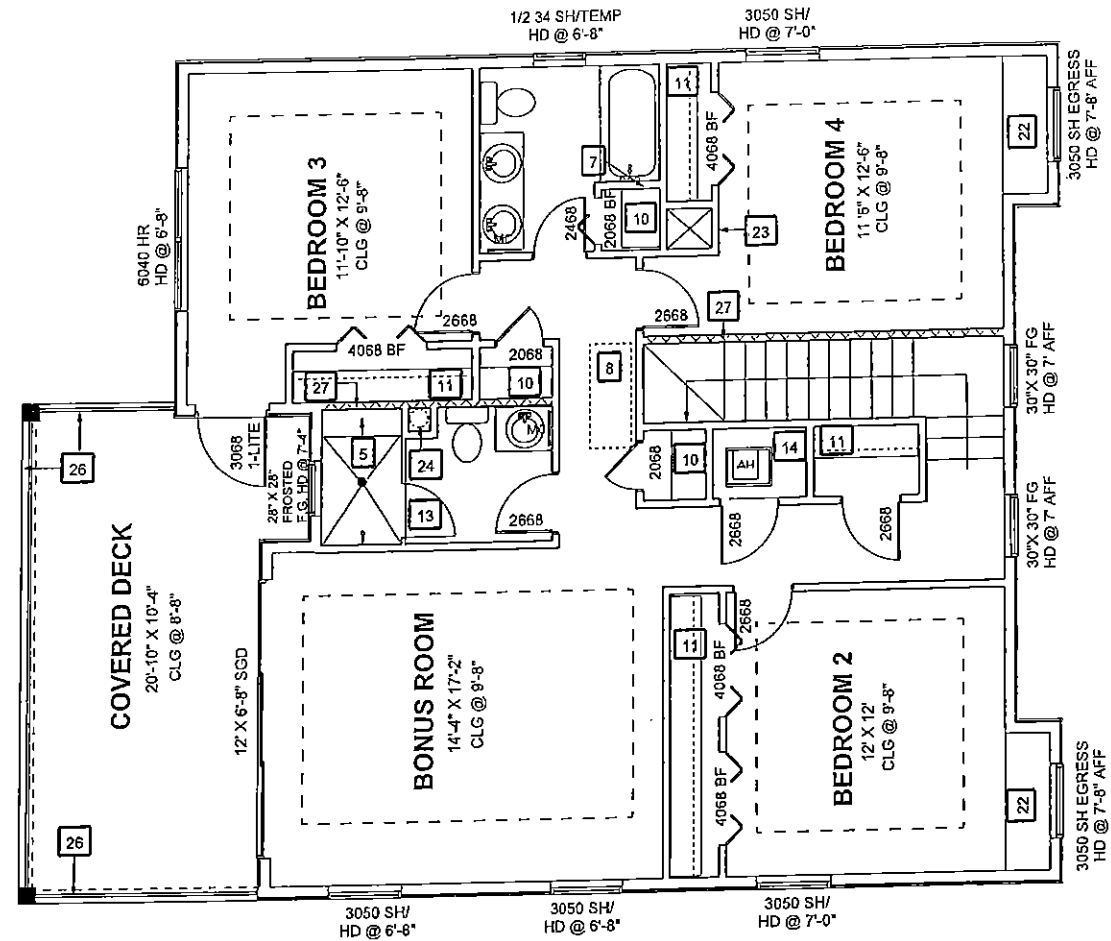 1/2 34 SH/TEMP
HD @ 6'-8"
3050 SH/
HD @ 7'-0"
3050 SH EGRESS
HD @ 7'-8" AFF
6040 HR
HD @ 6'-8"
BEDROOM 3
11'-10" X 12'-6"
CLG @ 9'-8"
7
11
4068 BF
BEDROOM 4
11'6" X 12'-6"
CLG @ 9'-8"
22
2468
2068 BF
10
23
2668
2668
27
4068 BF
2068
27
11
10
8
30"X 30" FG
HD @ 7' AFF
3068
1-LITE
26
28" X 28"
FROSTED
F.G. HD @ 7'-4"
5
24
13
2668
2068
10
AH
14
11
2668
2668
30"X 30" FG
HD @ 7' AFF
COVERED DECK
20'-10" X 10'-4"
CLG @ 8'-8"
12' X 6'-8" SGD
BONUS ROOM
14'-4" X 17'-2"
CLG @ 9'-8"
11
2668
4068 BF
4068 BF
BEDROOM 2
12' X 12'
CLG @ 9'-8"
22
26
3050 SH EGRESS
HD @ 7'-8" AFF
3050 SH/
HD @ 6'-8"
3050 SH/
HD @ 6'-8"
3050 SH/
HD @ 7'-0"